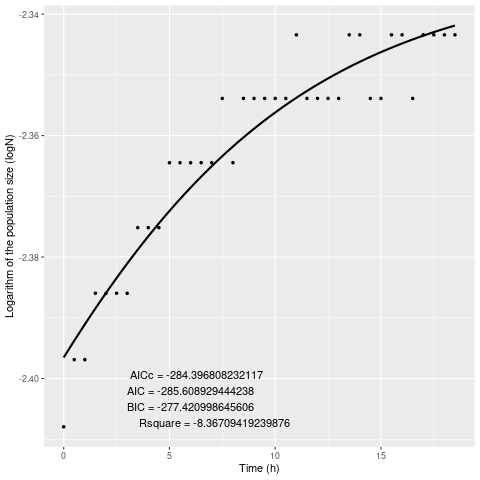 Logarithm of the population size (logN)
-2.34
-2.36
-2.38
-2.40
AICc = -284.396808232117
AIC = -285.608929444238
BIC = -277.420998645606
Rsquare = -8.36709419239876
0 5 10 15
Time (h)